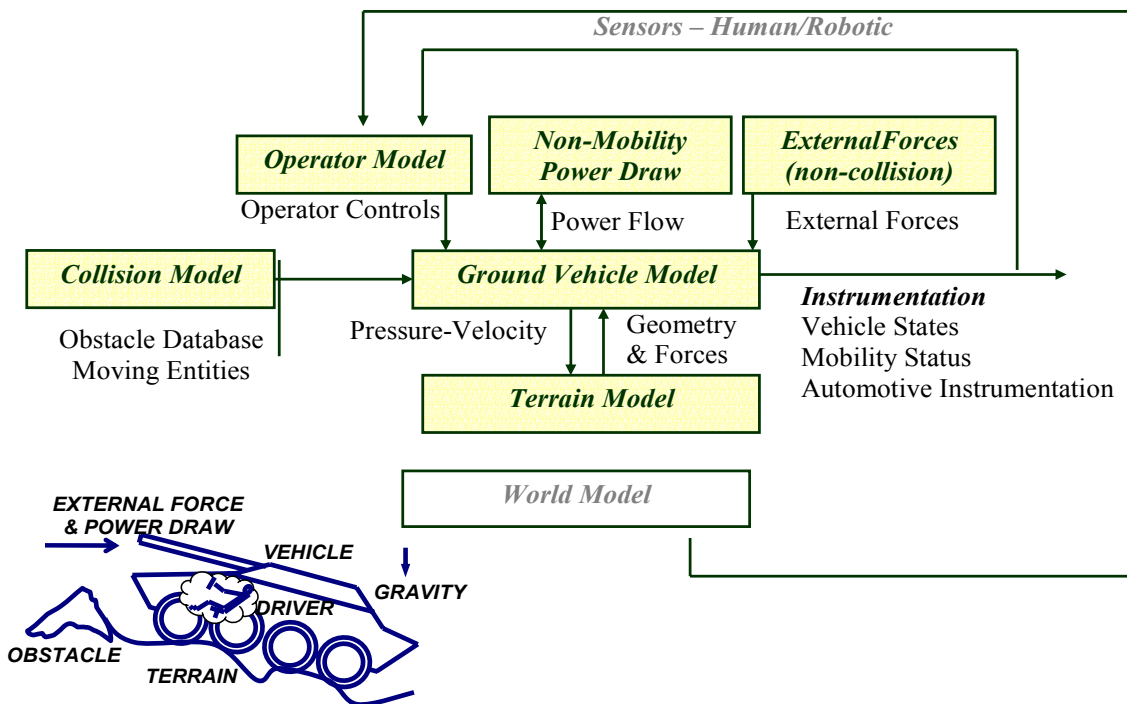 Sensors – Human/Robotic
Operator Model
Non-Mobility
Power Draw
ExternalForces
(non-collision)
Operator Controls
Power Flow
External Forces
Collision Model
Ground Vehicle Model
Obstacle Database
Moving Entities
Pressure-Velocity
Geometry
& Forces
Instrumentation
Vehicle States
Mobility Status
Automotive Instrumentation
Terrain Model
World Model
EXTERNAL FORCE
& POWER DRAW
VEHICLE
GRAVITY
DRIVER
OBSTACLE
TERRAIN